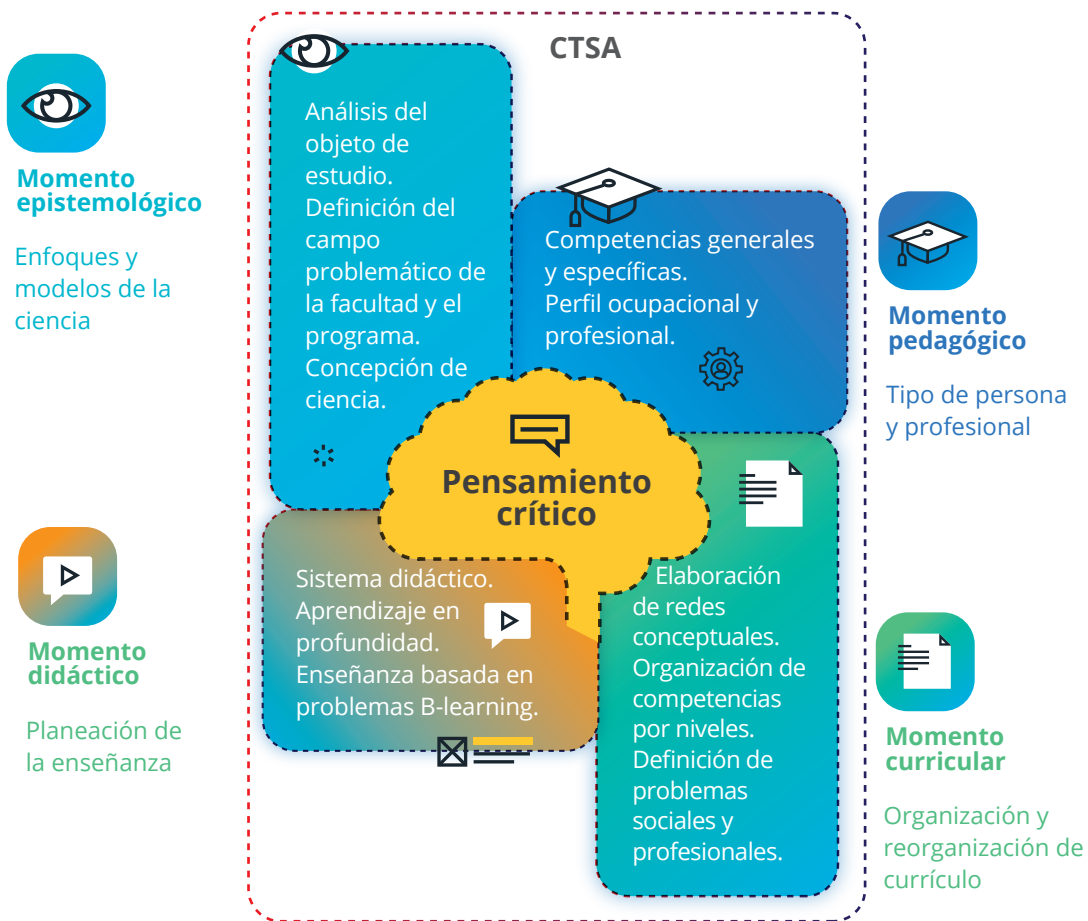 CTSA
Momento
epistemológico
Enfoques y
modelos de la
ciencia
Análisis del
objeto de
estudio.
Definición del
campo
problemático de
la facultad y el
programa.
Concepción de
ciencia.
Competencias generales
y específicas.
Perfil ocupacional y
profesional.
Momento
pedagógico
Tipo de persona
y profesional
Pensamiento
crítico
Momento
didáctico
Planeación de
la enseñanza
Sistema didáctico.
Aprendizaje en
profundidad.
Enseñanza basada en
problemas B-learning.
Elaboración
de redes
conceptuales.
Organización de
competencias
por niveles.
Definición de
problemas
sociales y
profesionales.
Momento
curricular
Organización y
reorganización de
currículo